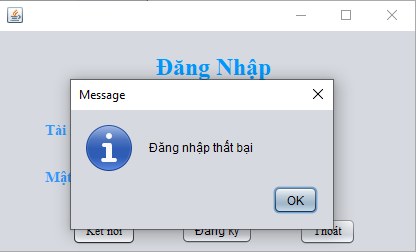 Đăng Nhập
Message
Đăng nhập thất bại
Tài
OK
Mật
Kết nối
Đăng ký
Thoát